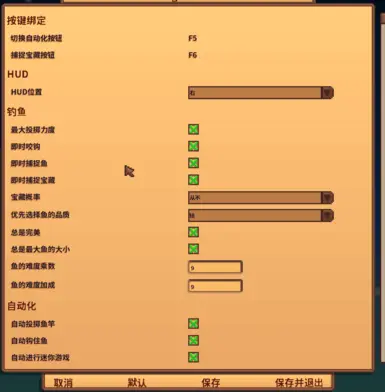 按键绑定
切换自动化按钮 F5
捕捉宝藏按钮 F6
HUD
HUD位置 右
钓鱼
最大投掷力度
即时咬钩
即时捕捉鱼
即时捕捉宝藏
宝藏概率 从不
优先选择鱼的品质
总是完美
总是最大鱼的大小
鱼的难度乘数
鱼的难度加成
自动化
自动投掷鱼竿
自动钩住鱼
自动进行迷你游戏
取消 默认 保存 保存并退出